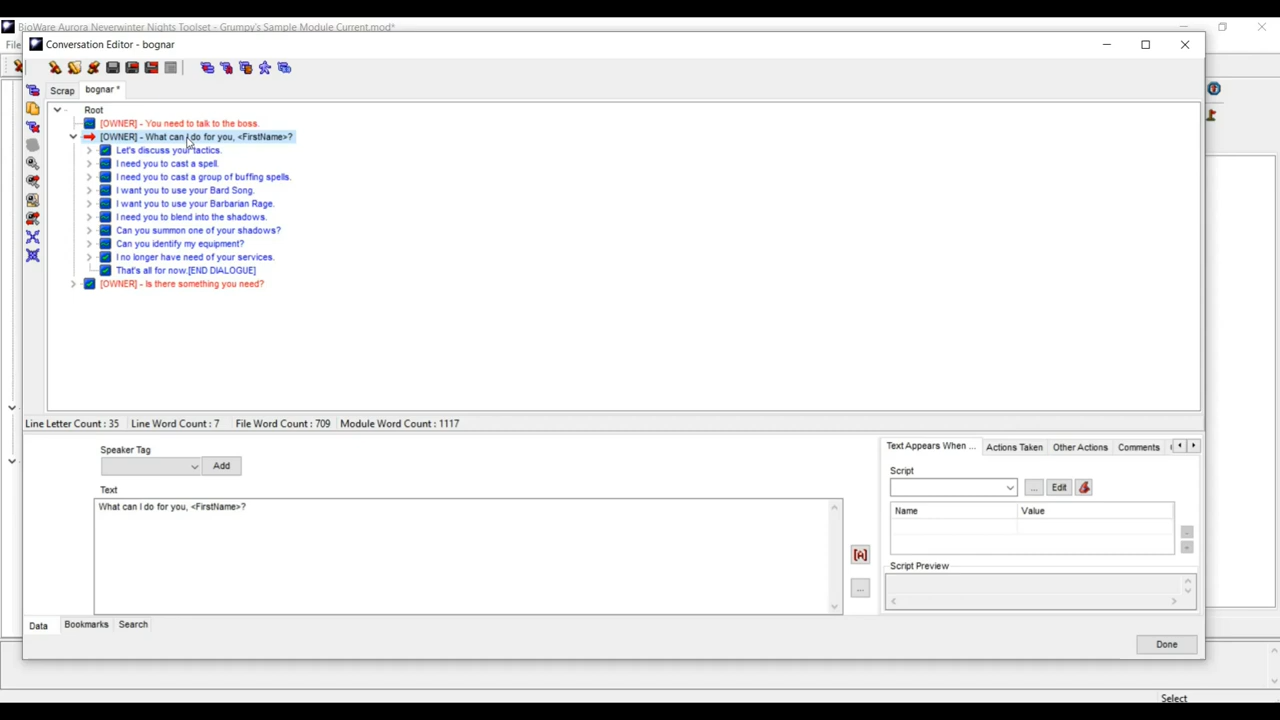 BioWare Aurora Neverwinter Nights Toolset - Grumpy's Sample Module Current.mod*
File
Conversation Editor - bognar
Scrap
bognar *
Root
[OWNER] - You need to talk to the boss.
[OWNER] - What can I do for you, <FirstName>?
Let's discuss your tactics.
I need you to cast a spell.
I need you to cast a group of buffing spells.
I want you to use your Bard Song.
I want you to use your Barbarian Rage.
I need you to blend into the shadows.
Can you summon one of your shadows?
Can you identify my equipment?
I no longer have need of your services.
That's all for now.[END DIALOGUE]
[OWNER] - Is there something you need?
Line Letter Count : 35 Line Word Count : 7 File Word Count : 709 Module Word Count : 1117
Speaker Tag
Add
Text
What can I do for you, <FirstName>?
[A]
...
Text Appears When ... Actions Taken Other Actions Comments
Script
... Edit
Name Value
Script Preview
Data Bookmarks Search
Done
Select